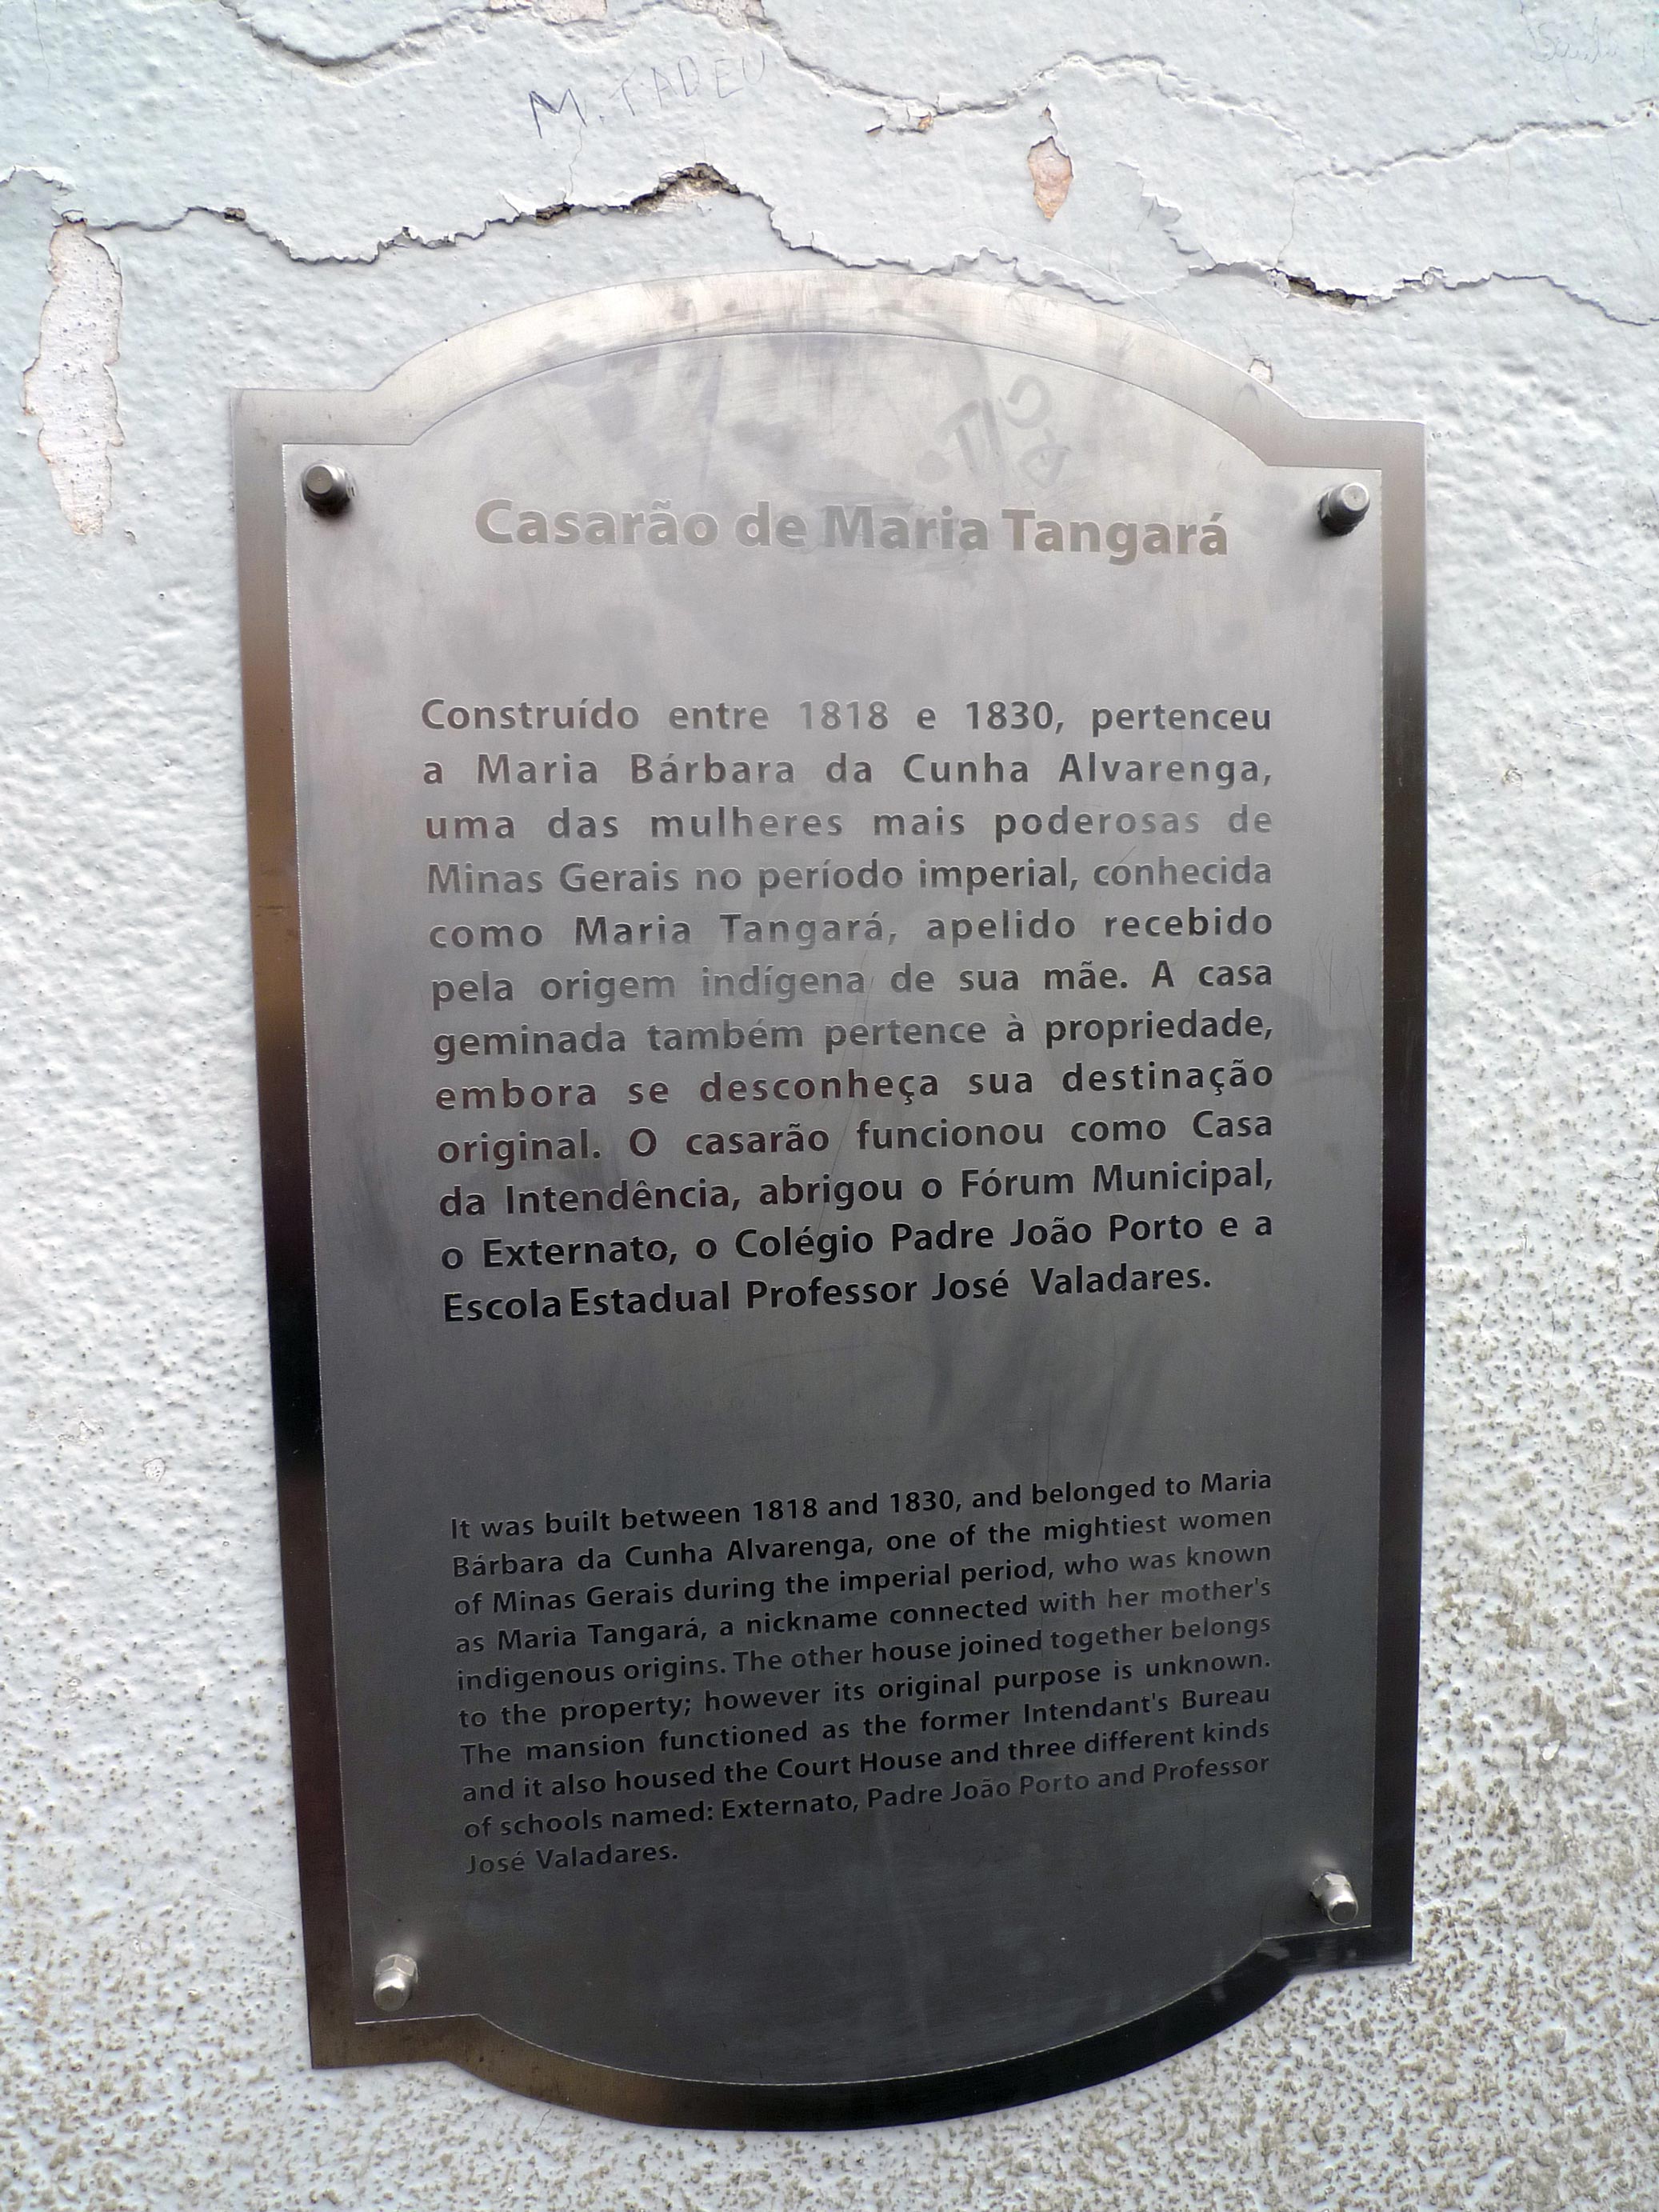 M. TADEU
Casarão de Maria Tangará
Construído entre 1818 e 1830, pertenceu
a Maria Bárbara da Cunha Alvarenga,
uma das mulheres mais poderosas de
Minas Gerais no período imperial, conhecida
como Maria Tangará, apelido recebido
pela origem indígena de sua mãe. A casa
geminada também pertence à propriedade,
embora se desconheça sua destinação
original. O casarão funcionou como Casa
da Intendência, abrigou o Fórum Municipal,
o Externato, o Colégio Padre João Porto e a
Escola Estadual Professor José Valadares.
It was built between 1818 and 1830, and belonged to Maria
Bárbara da Cunha Alvarenga, one of the mightiest women
of Minas Gerais during the imperial period, who was known
as Maria Tangará, a nickname connected with her mother's
indigenous origins. The other house joined together belongs
to the property; however its original purpose is unknown.
The mansion functioned as the former Intendant's Bureau
and it also housed the Court House and three different kinds
of schools named: Externato, Padre João Porto and Professor
José Valadares.